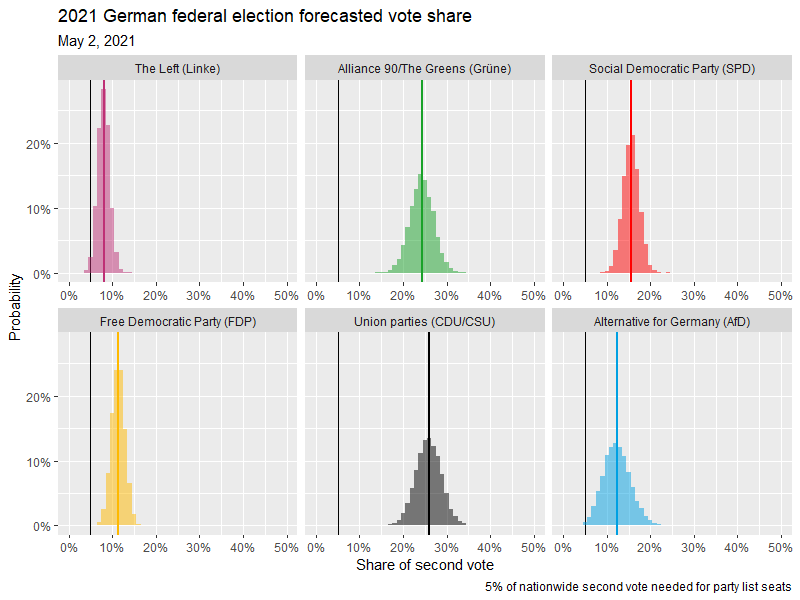 2021 German federal election forecasted vote share
May 2, 2021
The Left (Linke)
Alliance 90/The Greens (Grüne)
Social Democratic Party (SPD)
20%
10%
0%
0% 10% 20% 30% 40% 50%
0% 10% 20% 30% 40% 50%
0% 10% 20% 30% 40% 50%
Probability
Free Democratic Party (FDP)
Union parties (CDU/CSU)
Alternative for Germany (AfD)
20%
10%
0%
0% 10% 20% 30% 40% 50%
0% 10% 20% 30% 40% 50%
0% 10% 20% 30% 40% 50%
Share of second vote
5% of nationwide second vote needed for party list seats